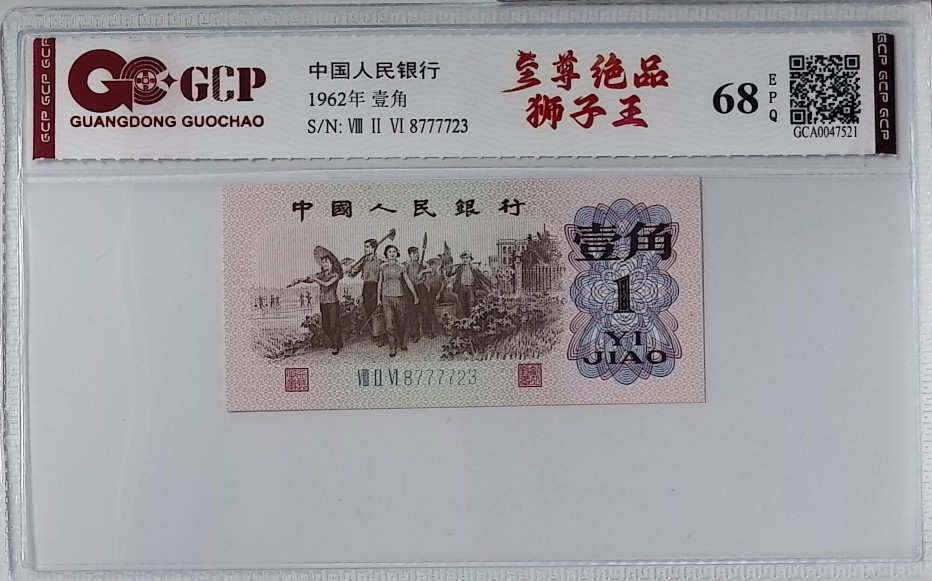 GCP GCP GCP
GCP
GUANGDONG GUOCHAO
中国人民银行
1962年 壹角
S/N: Ⅷ Ⅱ Ⅵ 8777723
至尊绝品
狮子王
68
EPQ
GCA0047521
GCP GCP GCP
中國人民銀行
壹角
1
YI
JIAO
Ⅷ Ⅱ Ⅵ 8777723